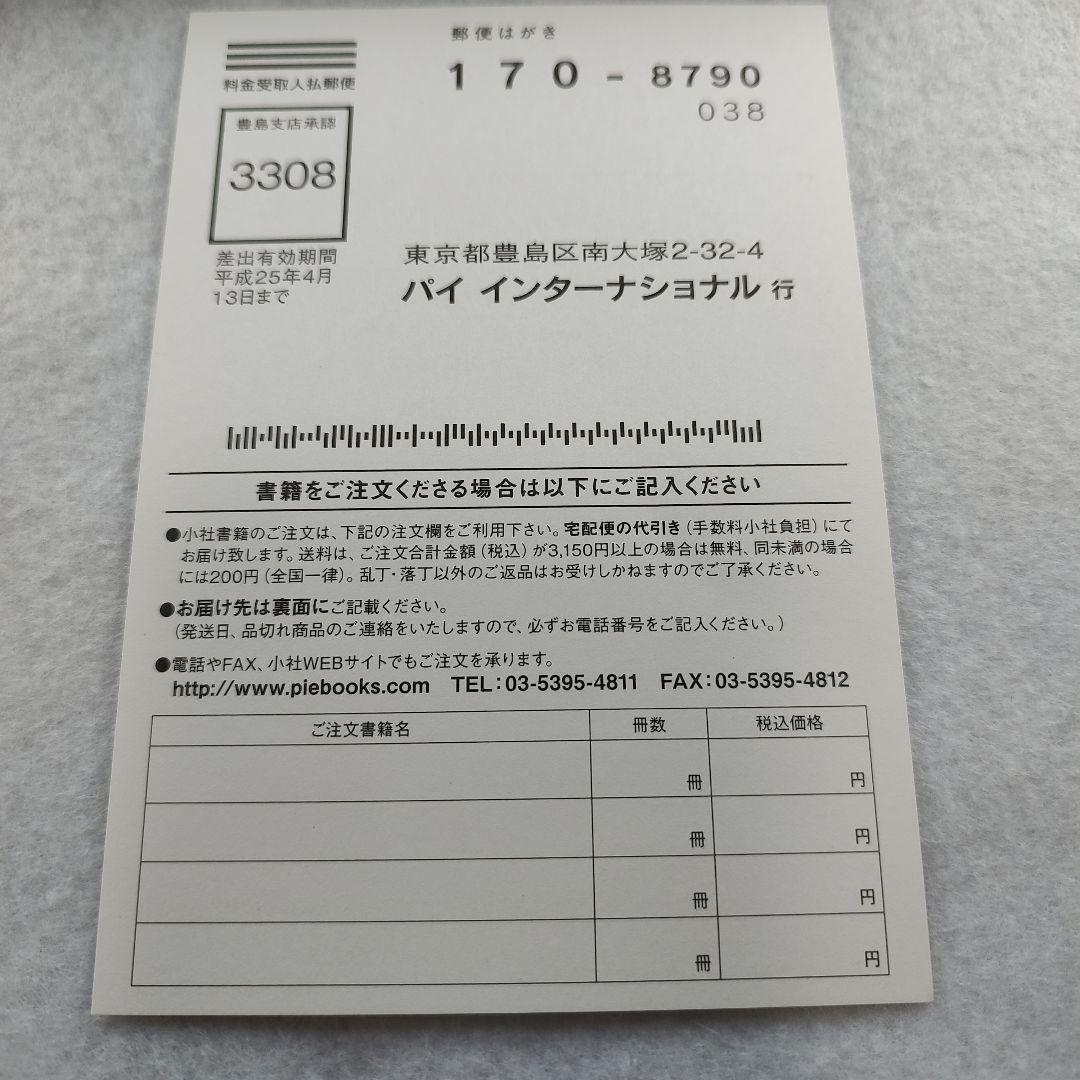 郵便はがき
170-8790
038
料金受取人払郵便
豊島支店承認
3308
差出有効期間
平成25年4月
13日まで
東京都豊島区南大塚2-32-4
パイ インターナショナル 行
書籍をご注文くださる場合は以下にご記入ください
●小社書籍のご注文は、下記の注文欄をご利用下さい。宅配便の代引き(手数料小社負担)にて
お届け致します。送料は、ご注文合計金額(税込)が3,150円以上の場合は無料、同未満の場合
には200円(全国一律)。乱丁・落丁以外のご返品はお受けしかねますのでご了承ください。
●お届け先は裏面にご記載ください。
(発送日、品切れ商品のご連絡をいたしますので、必ずお電話番号をご記入ください。)
●電話やFAX、小社WEBサイトでもご注文を承ります。
http://www.piebooks.com TEL:03-5395-4811 FAX:03-5395-4812
ご注文書籍名 冊数 税込価格
冊 円
冊 円
冊 円
冊 円